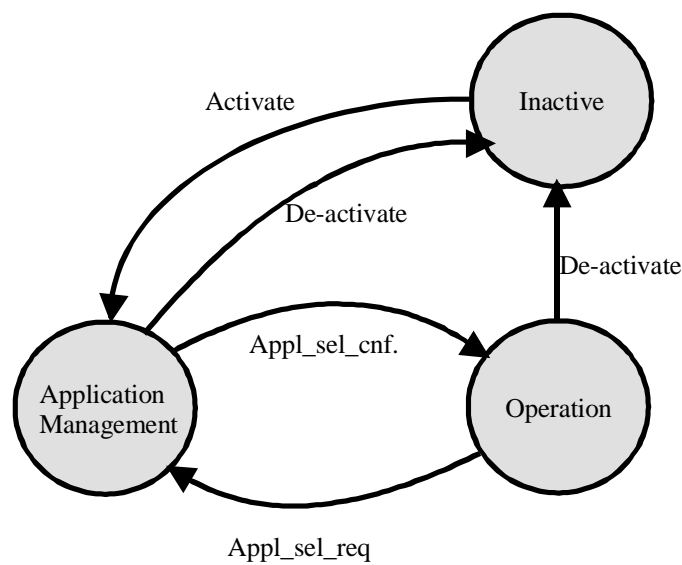 Activate
Inactive
De-activate
De-activate
Appl_sel_cnf.
Application
Management
Operation
Appl_sel_req